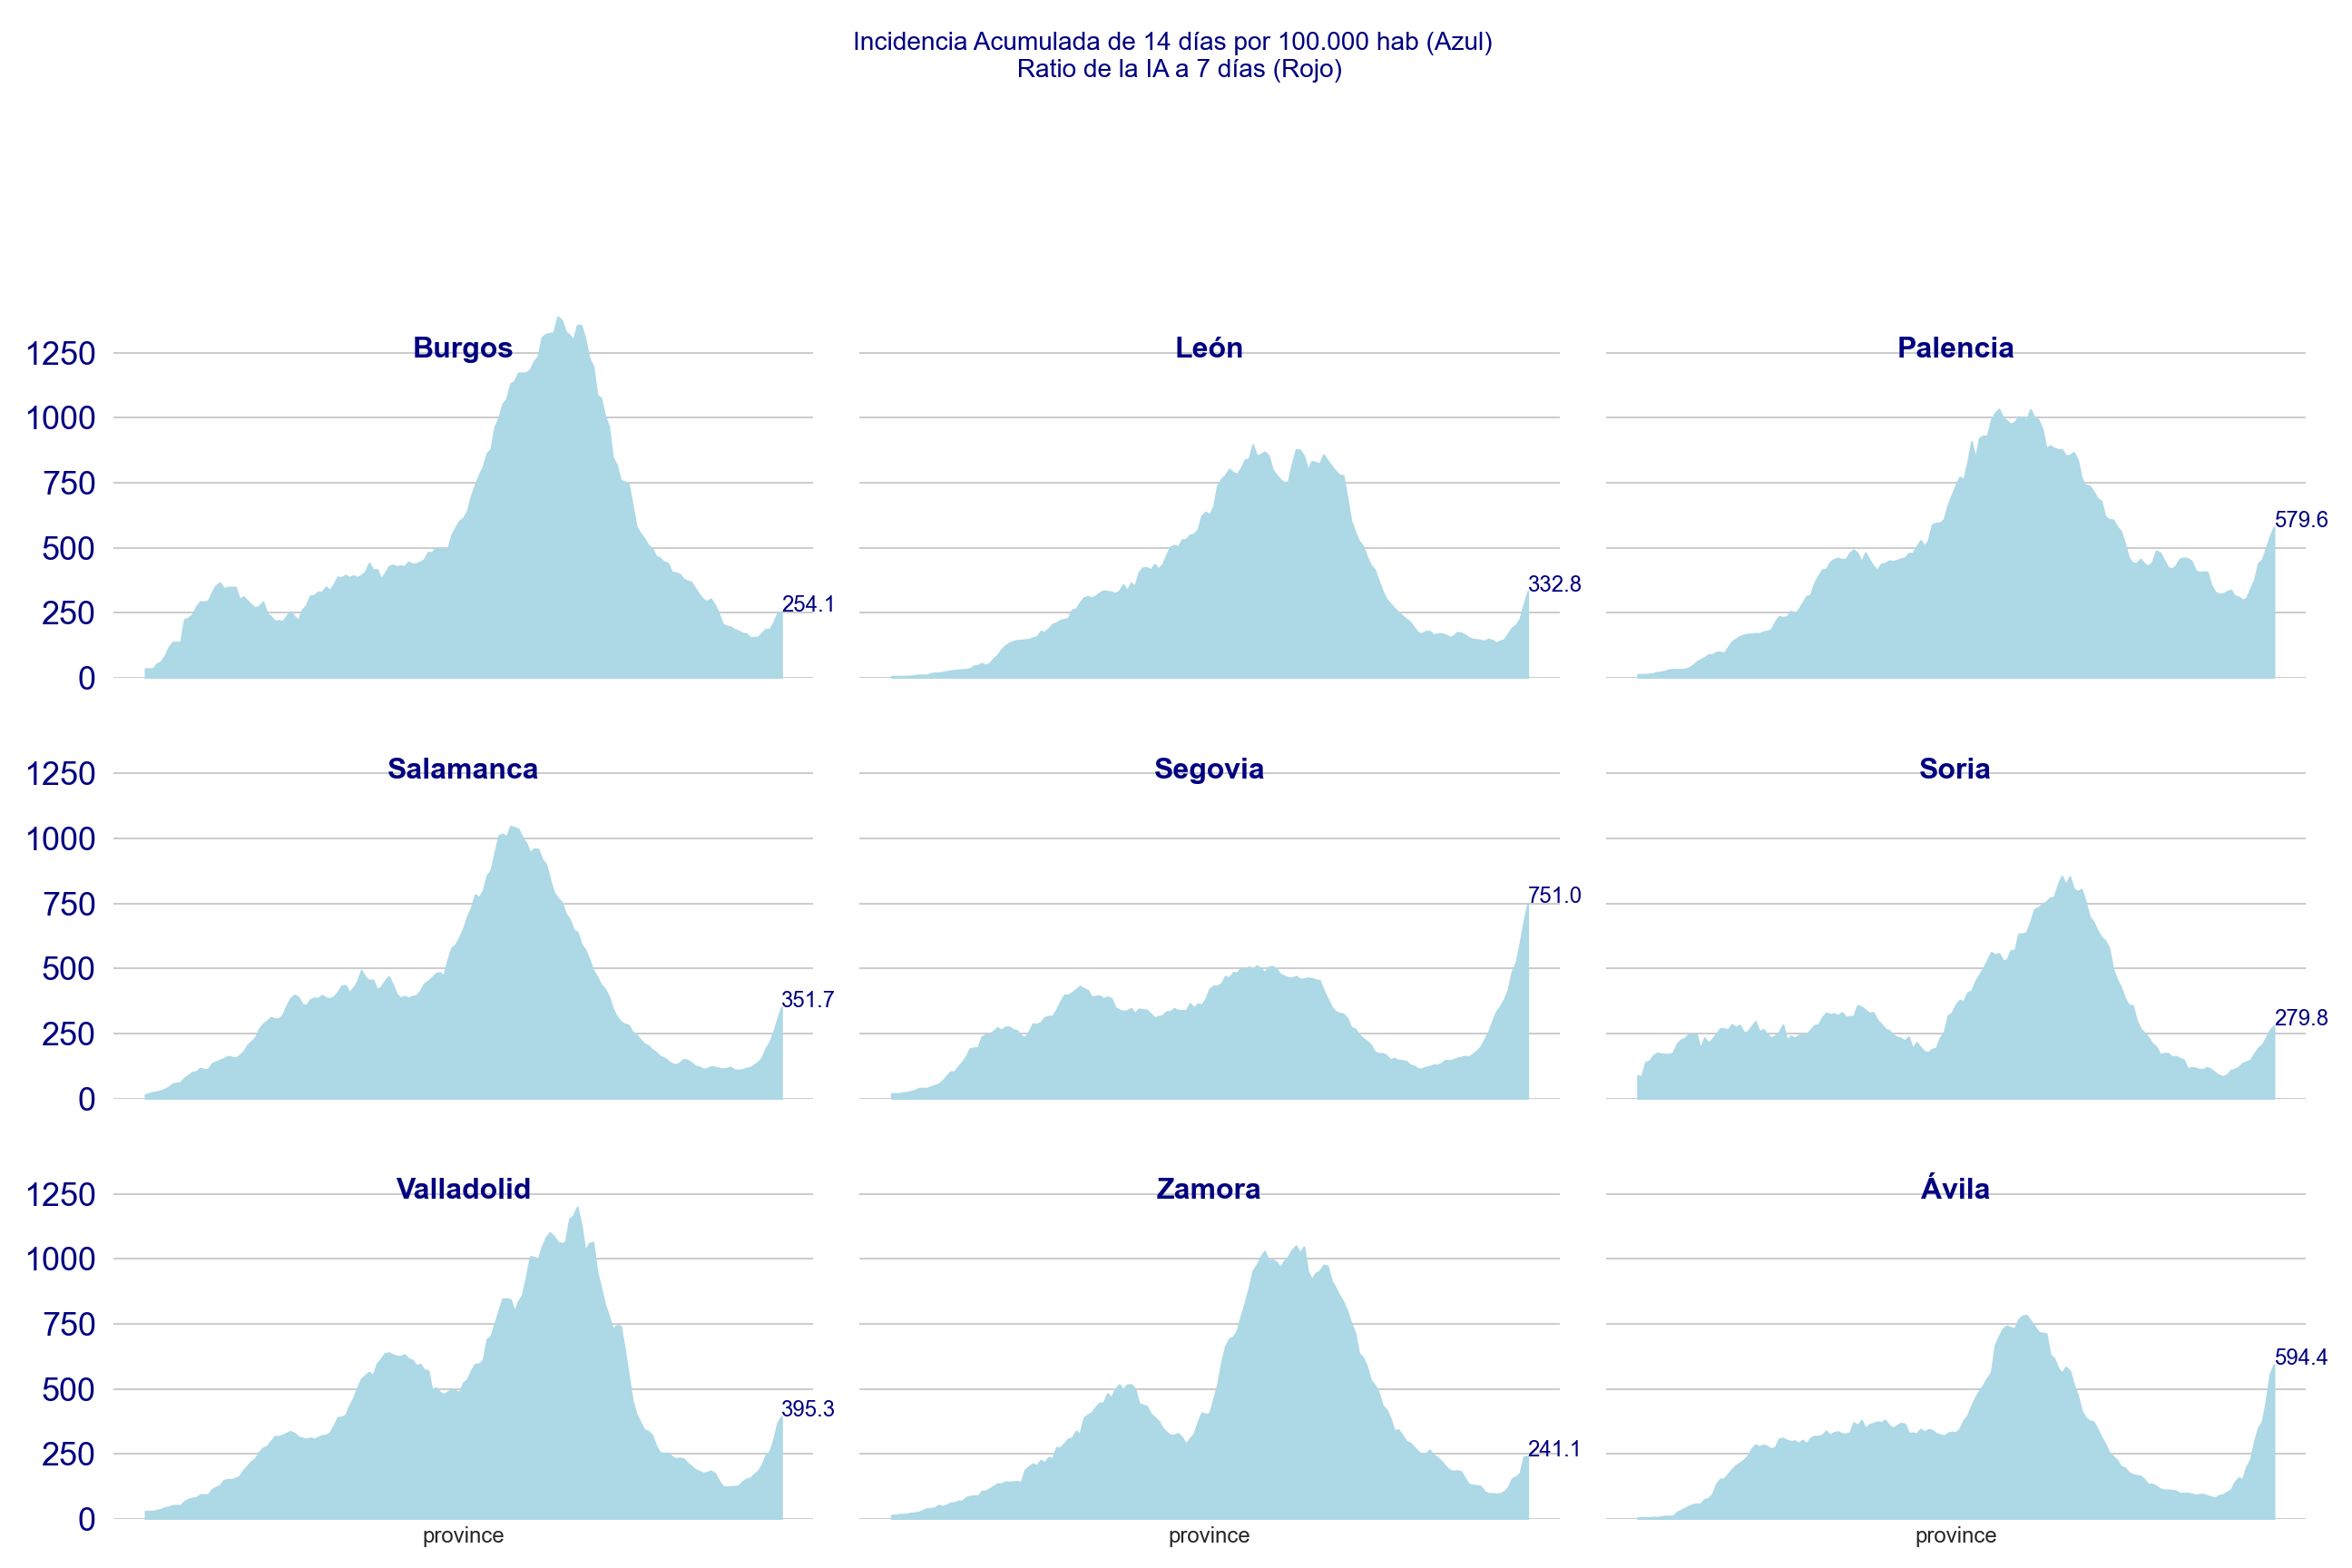 Incidencia Acumulada de 14 días por 100.000 hab (Azul)
Ratio de la IA a 7 días (Rojo)
Burgos
León
Palencia
1250
1000
750
500
250
0
254.1
332.8
579.6
Salamanca
Segovia
Soria
1250
1000
750
500
250
0
351.7
751.0
279.8
Valladolid
Zamora
Ávila
1250
1000
750
500
250
0
395.3
241.1
594.4
province
province
province